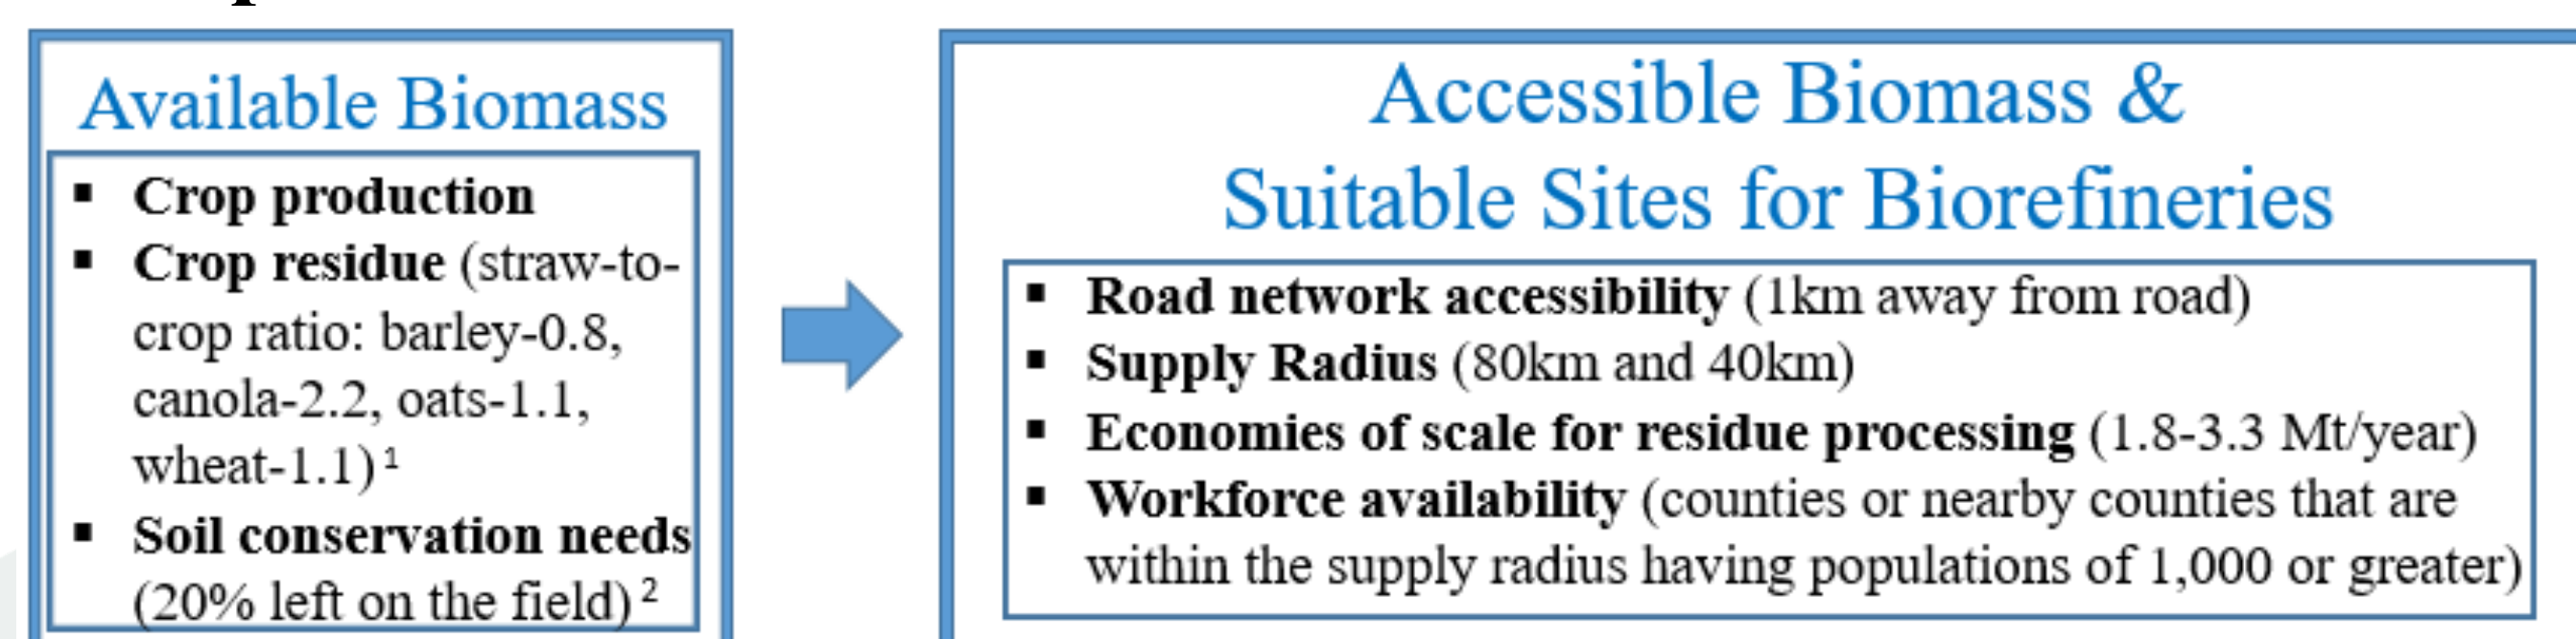 Available Biomass
▪ Crop production
▪ Crop residue (straw-to-
crop ratio: barley-0.8,
canola-2.2, oats-1.1,
wheat-1.1)¹
▪ Soil conservation needs
(20% left on the field)²
Accessible Biomass &
Suitable Sites for Biorefineries
▪ Road network accessibility (1km away from road)
▪ Supply Radius (80km and 40km)
▪ Economies of scale for residue processing (1.8-3.3 Mt/year)
▪ Workforce availability (counties or nearby counties that are
within the supply radius having populations of 1,000 or greater)